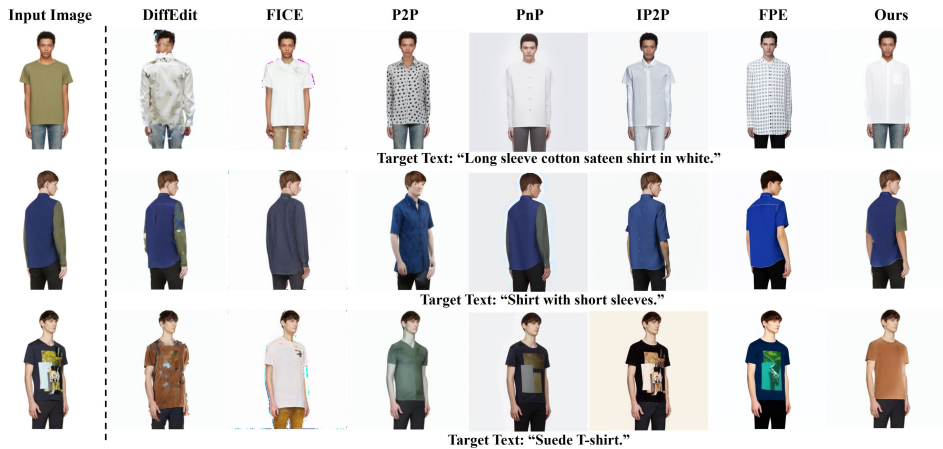 Input Image DiffEdit FICE P2P PnP IP2P FPE Ours
Target Text: “Long sleeve cotton sateen shirt in white.”
Target Text: “Shirt with short sleeves.”
Target Text: “Suede T-shirt.”